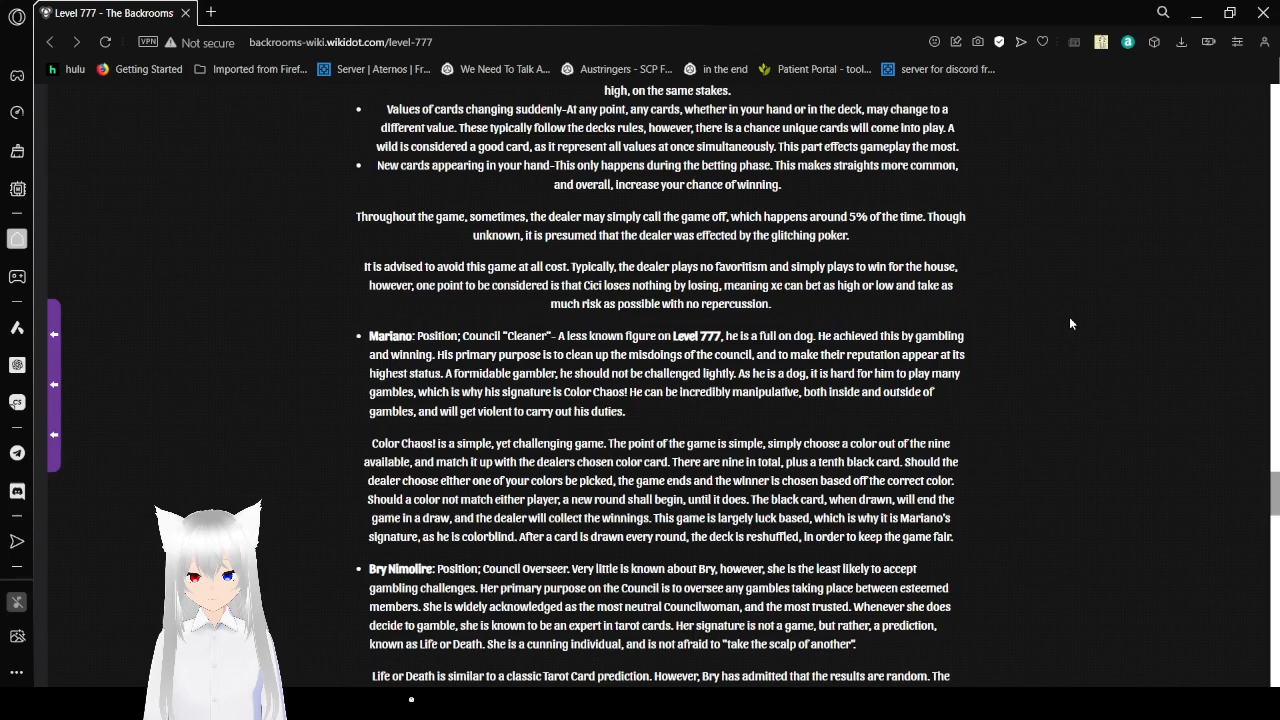 Level 777 - The Backrooms
VPN
Not secure
backrooms-wiki.wikidot.com/level-777
hulu
Getting Started
Imported from Firef...
Server | Aternos | Fr...
We Need To Talk A...
Austringers - SCP F...
in the end
Patient Portal - tool...
server for discord fr...
high, on the same stakes.
Values of cards changing suddenly-At any point, any cards, whether in your hand or in the deck, may change to a
different value. These typically follow the decks rules, however, there is a chance unique cards will come into play. A
wild is considered a good card, as it represent all values at once simultaneously. This part effects gameplay the most.
New cards appearing in your hand-This only happens during the betting phase. This makes straights more common,
and overall, increase your chance of winning.
Throughout the game, sometimes, the dealer may simply call the game off, which happens around 5% of the time. Though
unknown, it is presumed that the dealer was effected by the glitching poker.
It is advised to avoid this game at all cost. Typically, the dealer plays no favoritism and simply plays to win for the house,
however, one point to be considered is that Cici loses nothing by losing, meaning xe can bet as high or low and take as
much risk as possible with no repercussion.
Mariano: Position; Council "Cleaner"- A less known figure on Level 777, he is a full on dog. He achieved this by gambling
and winning. His primary purpose is to clean up the misdoings of the council, and to make their reputation appear at its
highest status. A formidable gambler, he should not be challenged lightly. As he is a dog, it is hard for him to play many
gambles, which is why his signature is Color Chaos! He can be incredibly manipulative, both inside and outside of
gambles, and will get violent to carry out his duties.
Color Chaos! is a simple, yet challenging game. The point of the game is simple, simply choose a color out of the nine
available, and match it up with the dealers chosen color card. There are nine in total, plus a tenth black card. Should the
dealer choose either one of your colors be picked, the game ends and the winner is chosen based off the correct color.
Should a color not match either player, a new round shall begin, until it does. The black card, when drawn, will end the
game in a draw, and the dealer will collect the winnings. This game is largely luck based, which is why it is Mariano's
signature, as he is colorblind. After a card is drawn every round, the deck is reshuffled, in order to keep the game fair.
Bry Nimolire: Position; Council Overseer. Very little is known about Bry, however, she is the least likely to accept
gambling challenges. Her primary purpose on the Council is to oversee any gambles taking place between esteemed
members. She is widely acknowledged as the most neutral Councilwoman, and the most trusted. Whenever she does
decide to gamble, she is known to be an expert in tarot cards. Her signature is not a game, but rather, a prediction,
known as Life or Death. She is a cunning individual, and is not afraid to "take the scalp of another".
Life or Death is similar to a classic Tarot Card prediction. However, Bry has admitted that the results are random. The